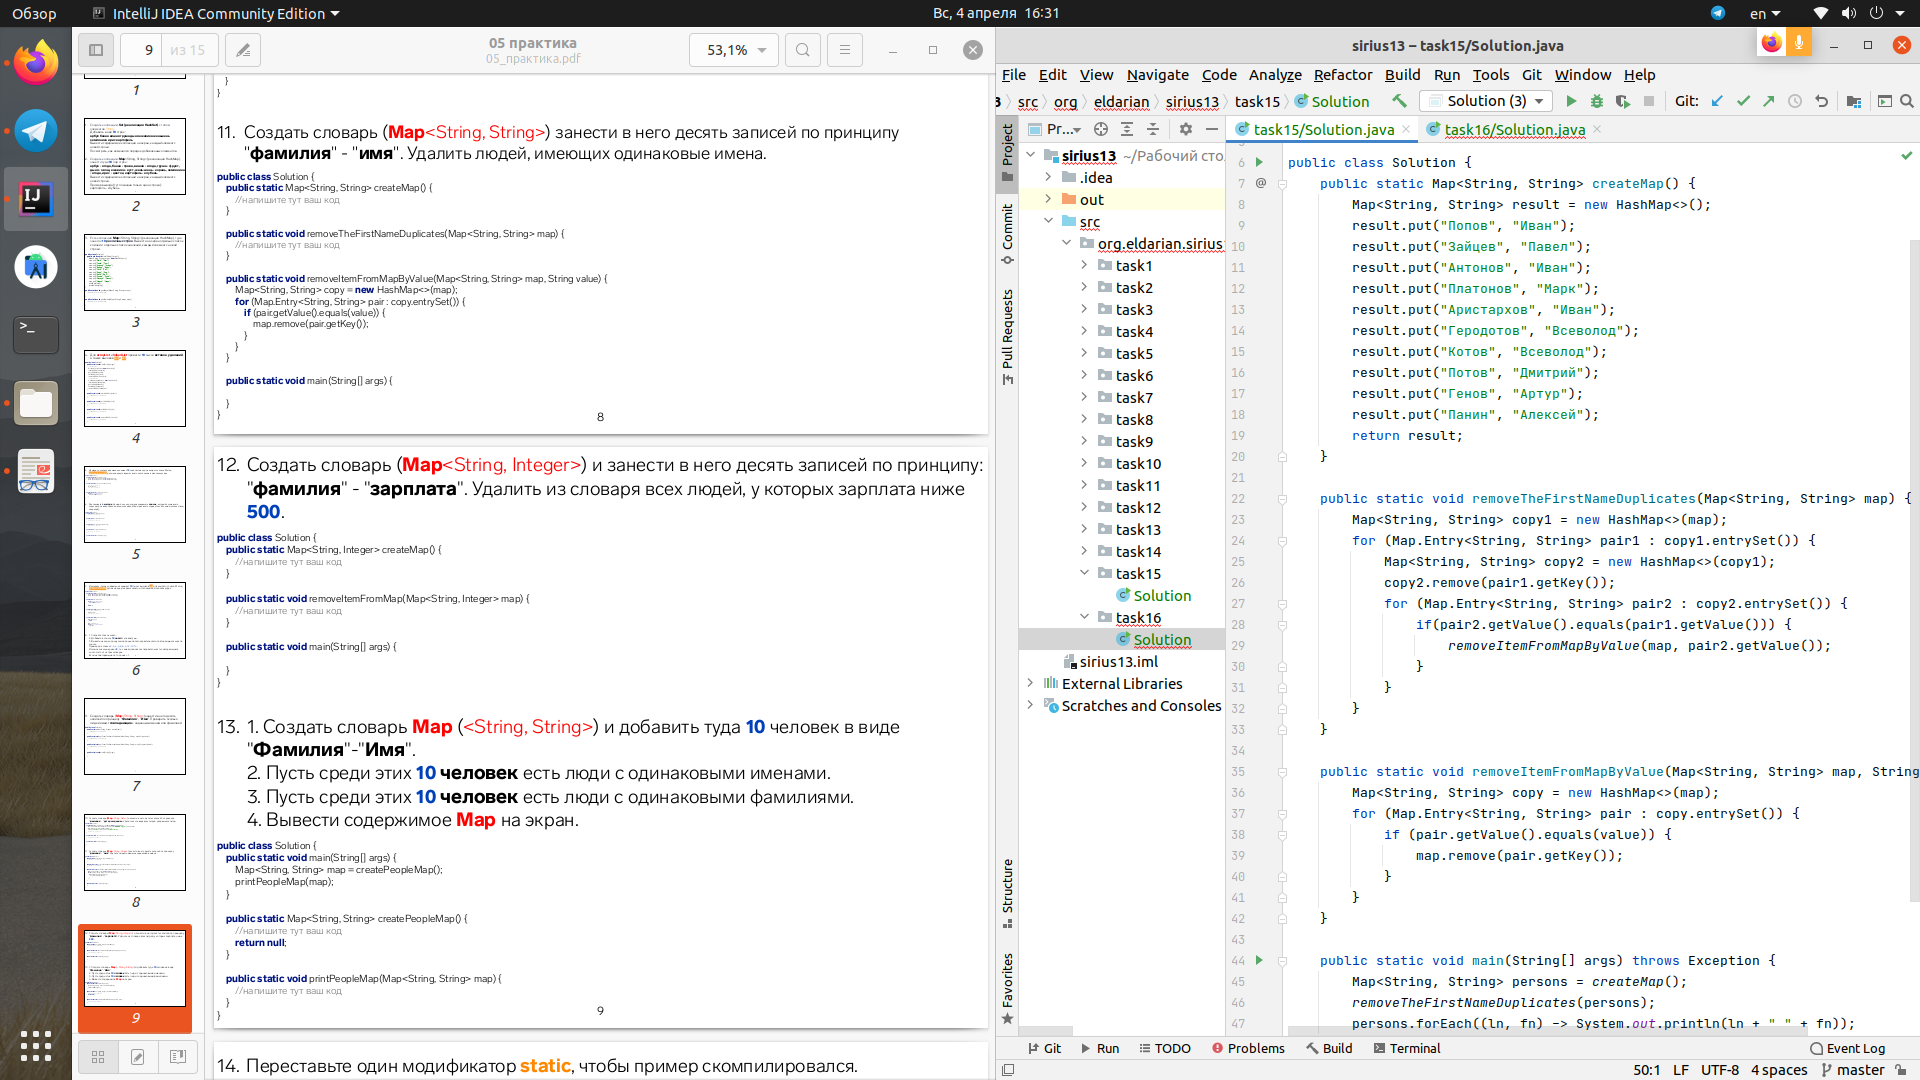 Обзор
IntelliJ IDEA Community Edition
Вс, 4 апреля 16:31
en
9
из 15
05 практика
05_практика.pdf
53,1%
1
2
3
4
5
6
7
8
9
}
}
11. Создать словарь (Map<String, String>) занести в него десять записей по принципу
"фамилия" - "имя". Удалить людей, имеющих одинаковые имена.
public class Solution {
public static Map<String, String> createMap() {
//напишите тут ваш код
}
public static void removeTheFirstNameDuplicates(Map<String, String> map) {
//напишите тут ваш код
}
public static void removeItemFromMapByValue(Map<String, String> map, String value) {
Map<String, String> copy = new HashMap<>(map);
for (Map.Entry<String, String> pair : copy.entrySet()) {
if (pair.getValue().equals(value)) {
map.remove(pair.getKey());
}
}
}
public static void main(String[] args) {
}
}
8
12. Создать словарь (Map<String, Integer>) и занести в него десять записей по принципу:
"фамилия" - "зарплата". Удалить из словаря всех людей, у которых зарплата ниже
500.
public class Solution {
public static Map<String, Integer> createMap() {
//напишите тут ваш код
}
public static void removeItemFromMap(Map<String, Integer> map) {
//напишите тут ваш код
}
public static void main(String[] args) {
}
}
13. 1. Создать словарь Map (<String, String>) и добавить туда 10 человек в виде
"Фамилия"-"Имя".
2. Пусть среди этих 10 человек есть люди с одинаковыми именами.
3. Пусть среди этих 10 человек есть люди с одинаковыми фамилиями.
4. Вывести содержимое Map на экран.
public class Solution {
public static void main(String[] args) {
Map<String, String> map = createPeopleMap();
printPeopleMap(map);
}
public static Map<String, String> createPeopleMap() {
//напишите тут ваш код
return null;
}
public static void printPeopleMap(Map<String, String> map) {
//напишите тут ваш код
}
}
9
14. Переставьте один модификатор static, чтобы пример скомпилировался.
sirius13 – task15/Solution.java
File Edit View Navigate Code Analyze Refactor Build Run Tools Git Window Help
3 src org eldarian sirius13 task15 Solution
Solution (3)
Git:
Project
Commit
Pull Requests
Structure
Favorites
Pr...
sirius13 ~/Рабочий сто
.idea
out
src
org.eldarian.sirius
task1
task2
task3
task4
task5
task6
task7
task8
task9
task10
task11
task12
task13
task14
task15
Solution
task16
Solution
sirius13.iml
External Libraries
Scratches and Consoles
task15/Solution.java
task16/Solution.java
6 public class Solution {
7 @ public static Map<String, String> createMap() {
8 Map<String, String> result = new HashMap<>();
9 result.put("Попов", "Иван");
10 result.put("Зайцев", "Павел");
11 result.put("Антонов", "Иван");
12 result.put("Платонов", "Марк");
13 result.put("Аристархов", "Иван");
14 result.put("Геродотов", "Всеволод");
15 result.put("Котов", "Всеволод");
16 result.put("Потов", "Дмитрий");
17 result.put("Генов", "Артур");
18 result.put("Панин", "Алексей");
19 return result;
20 }
21
22 public static void removeTheFirstNameDuplicates(Map<String, String> map) {
23 Map<String, String> copy1 = new HashMap<>(map);
24 for (Map.Entry<String, String> pair1 : copy1.entrySet()) {
25 Map<String, String> copy2 = new HashMap<>(copy1);
26 copy2.remove(pair1.getKey());
27 for (Map.Entry<String, String> pair2 : copy2.entrySet()) {
28 if(pair2.getValue().equals(pair1.getValue())) {
29 removeItemFromMapByValue(map, pair2.getValue());
30 }
31 }
32 }
33 }
34
35 public static void removeItemFromMapByValue(Map<String, String> map, String
36 Map<String, String> copy = new HashMap<>(map);
37 for (Map.Entry<String, String> pair : copy.entrySet()) {
38 if (pair.getValue().equals(value)) {
39 map.remove(pair.getKey());
40 }
41 }
42 }
43
44 public static void main(String[] args) throws Exception {
45 Map<String, String> persons = createMap();
46 removeTheFirstNameDuplicates(persons);
47 persons.forEach((ln, fn) -> System.out.println(ln + " " + fn));
Git Run TODO Problems Build Terminal Event Log
50:1 LF UTF-8 4 spaces master